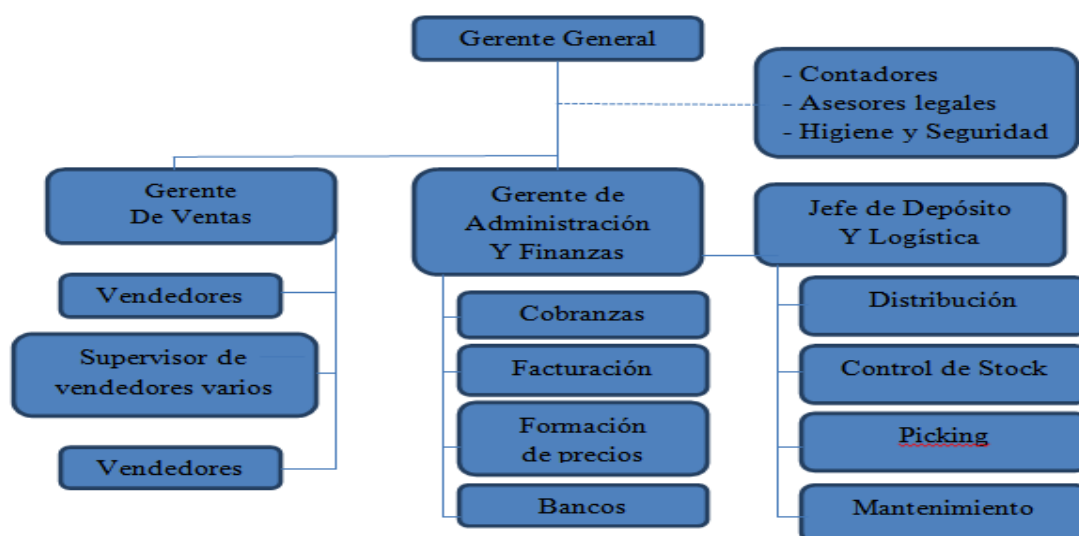 Gerente General
- Contadores
- Asesores legales
- Higiene y Seguridad
Gerente
De Ventas
Gerente de
Administración
Y Finanzas
Jefe de Depósito
Y Logística
Vendedores
Supervisor de
vendedores varios
Vendedores
Cobranzas
Facturación
Formación
de precios
Bancos
Distribución
Control de Stock
Picking
Mantenimiento